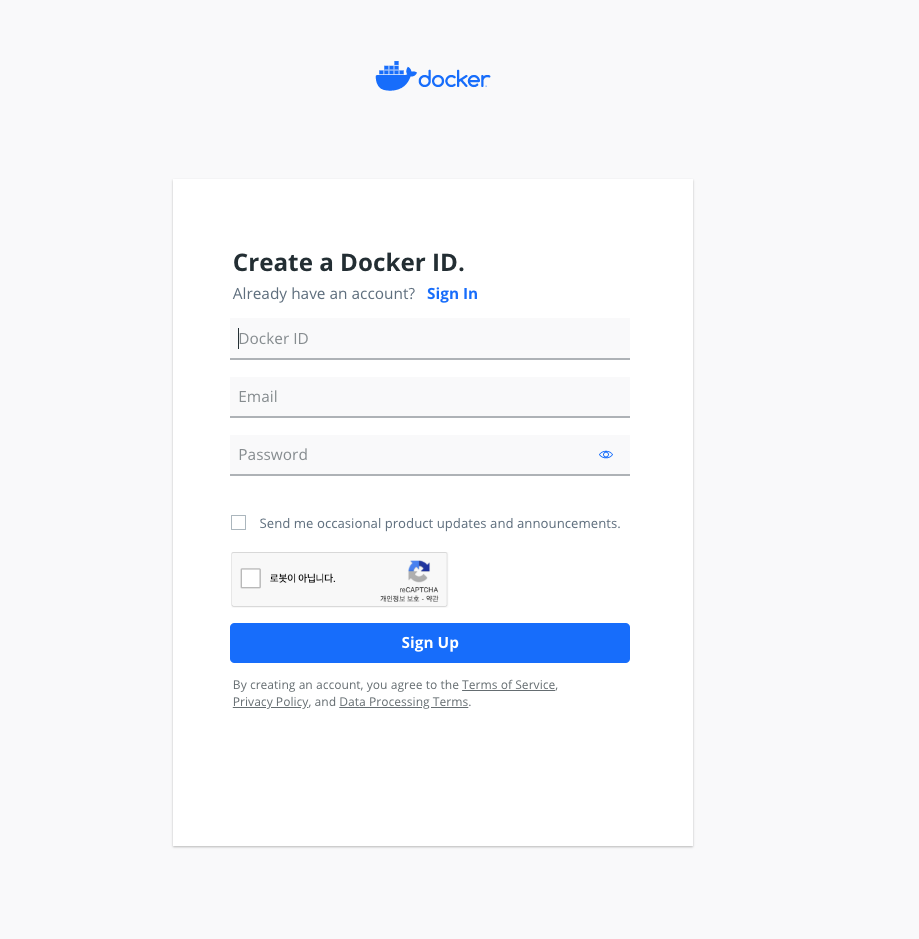 docker
Create a Docker ID.
Already have an account? Sign In
Docker ID
Email
Password
Send me occasional product updates and announcements.
로봇이 아닙니다.
reCAPTCHA
개인정보 보호 - 약관
Sign Up
By creating an account, you agree to the Terms of Service,
Privacy Policy, and Data Processing Terms.